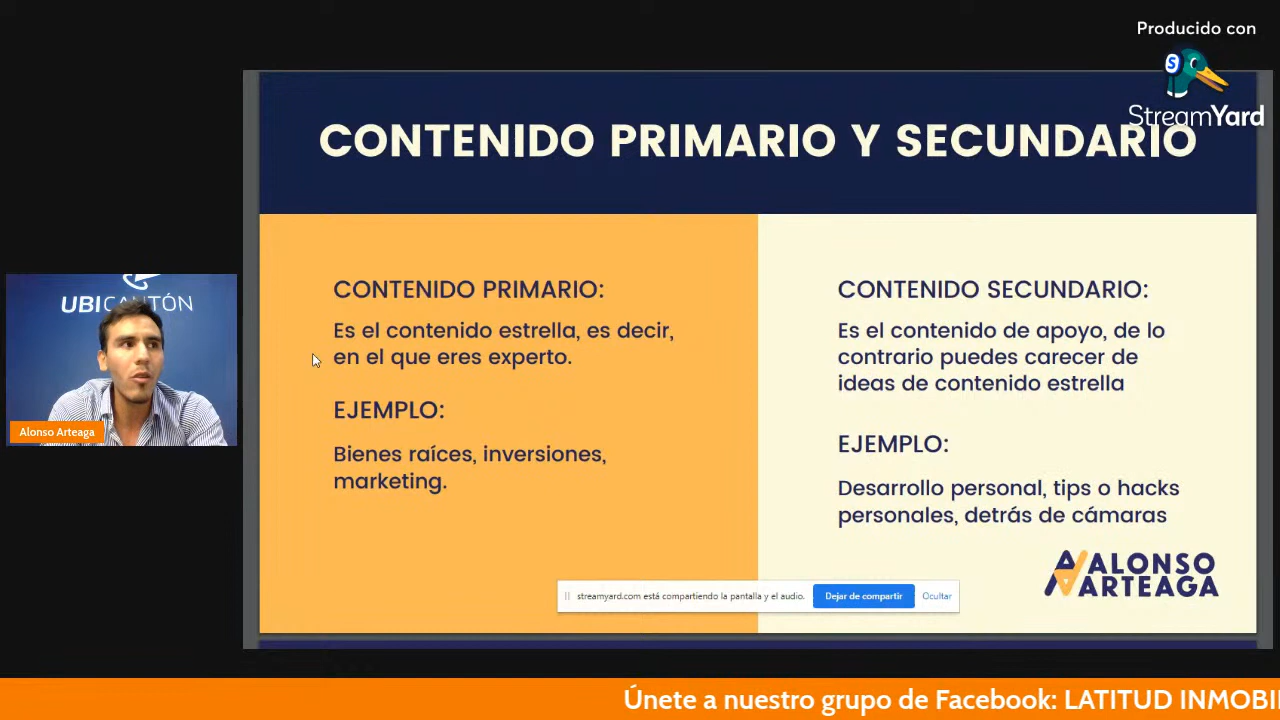 Producido con
StreamYard
CONTENIDO PRIMARIO Y SECUNDARIO
UBICANTÓN
Alonso Arteaga
CONTENIDO PRIMARIO:
Es el contenido estrella, es decir,
en el que eres experto.
EJEMPLO:
Bienes raíces, inversiones,
marketing.
CONTENIDO SECUNDARIO:
Es el contenido de apoyo, de lo
contrario puedes carecer de
ideas de contenido estrella
EJEMPLO:
Desarrollo personal, tips o hacks
personales, detrás de cámaras
ALONSO
ARTEAGA
streamyard.com está compartiendo la pantalla y el audio. Dejar de compartir Ocultar
Únete a nuestro grupo de Facebook: LATITUD INMOBI